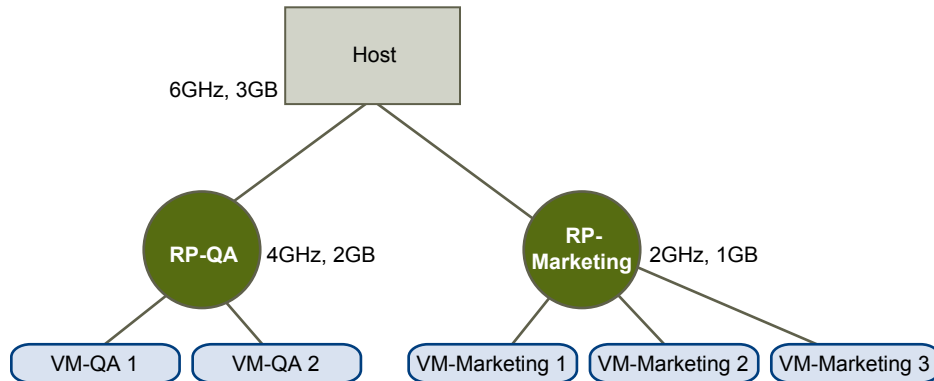 Host
6GHz, 3GB
RP-QA
4GHz, 2GB
RP-
Marketing
2GHz, 1GB
VM-QA 1
VM-QA 2
VM-Marketing 1
VM-Marketing 2
VM-Marketing 3